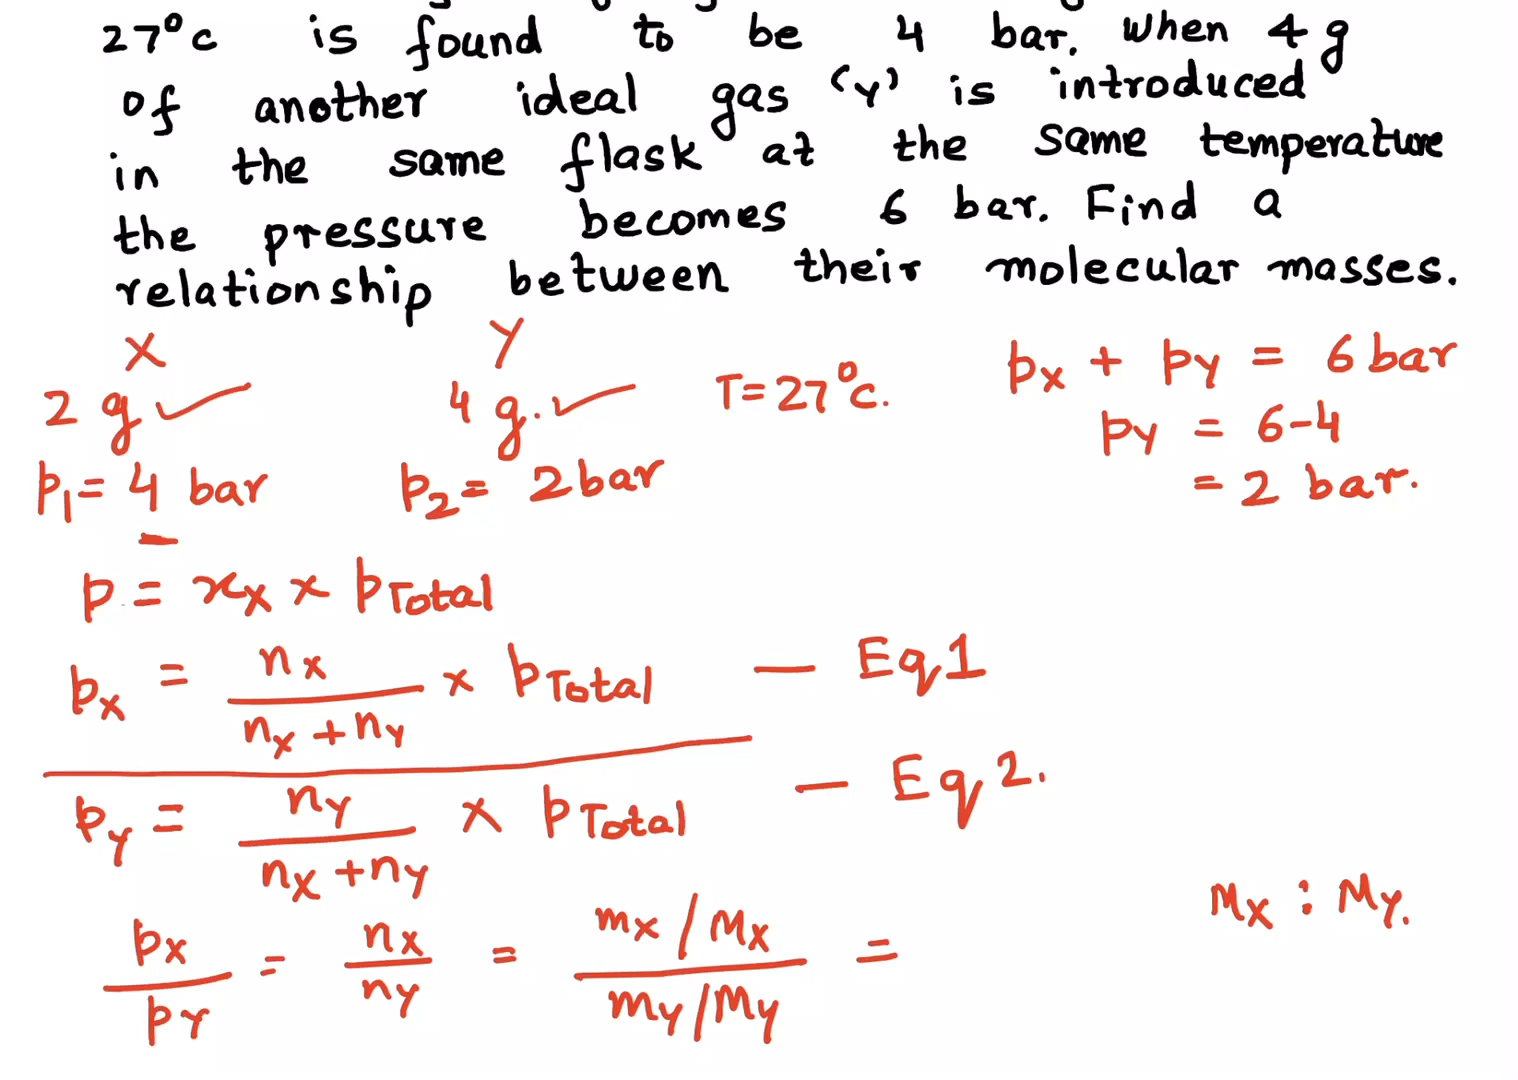 27°c is found to be 4 bar. When 4 g
of another ideal gas 'y' is introduced
in the same flask at the same temperature
the pressure becomes 6 bar. Find a
relationship between their molecular masses.
X Y
2 g ✓ 4 g. ✓ T = 27°c. px + py = 6 bar
py = 6-4
p1 = 4 bar p2 = 2 bar = 2 bar.
p = xx × pTotal
px = nx / nx + ny × pTotal — Eq1
py = ny / nx + ny × pTotal — Eq 2.
px / py = nx / ny = mx / Mx / my / My = Mx : My.